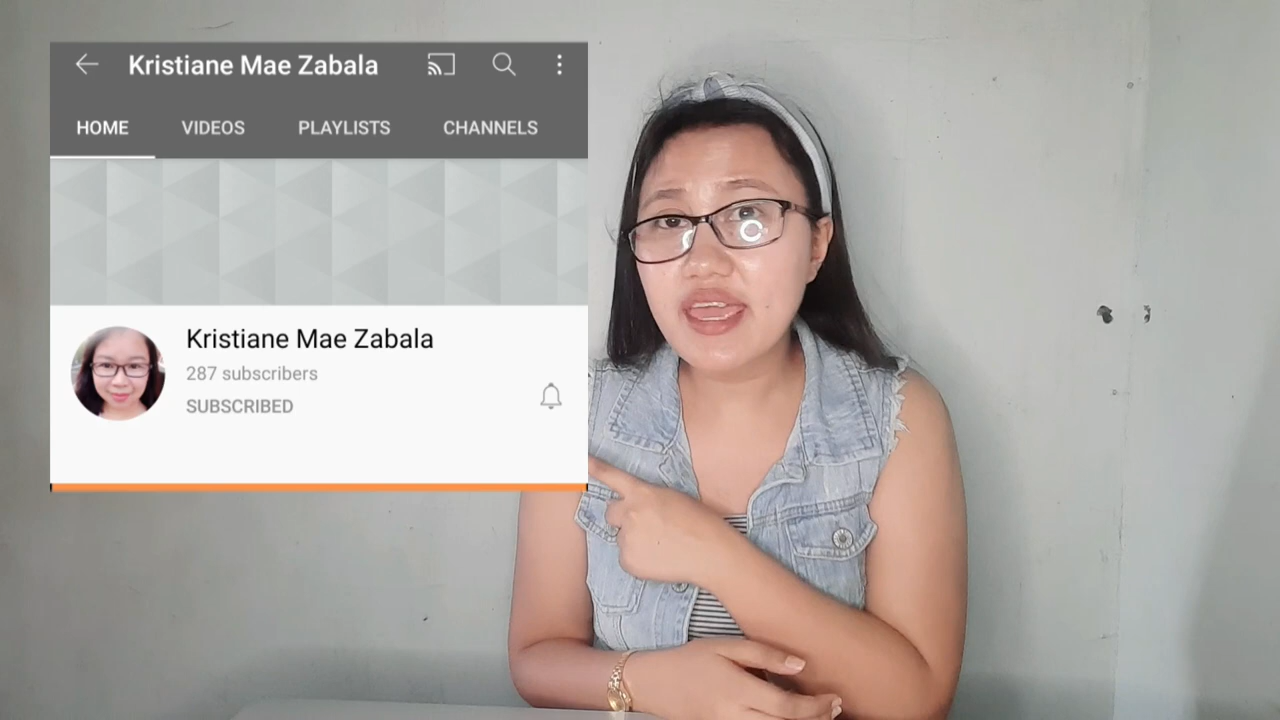 Kristiane Mae Zabala
HOME VIDEOS PLAYLISTS CHANNELS
Kristiane Mae Zabala
287 subscribers
SUBSCRIBED